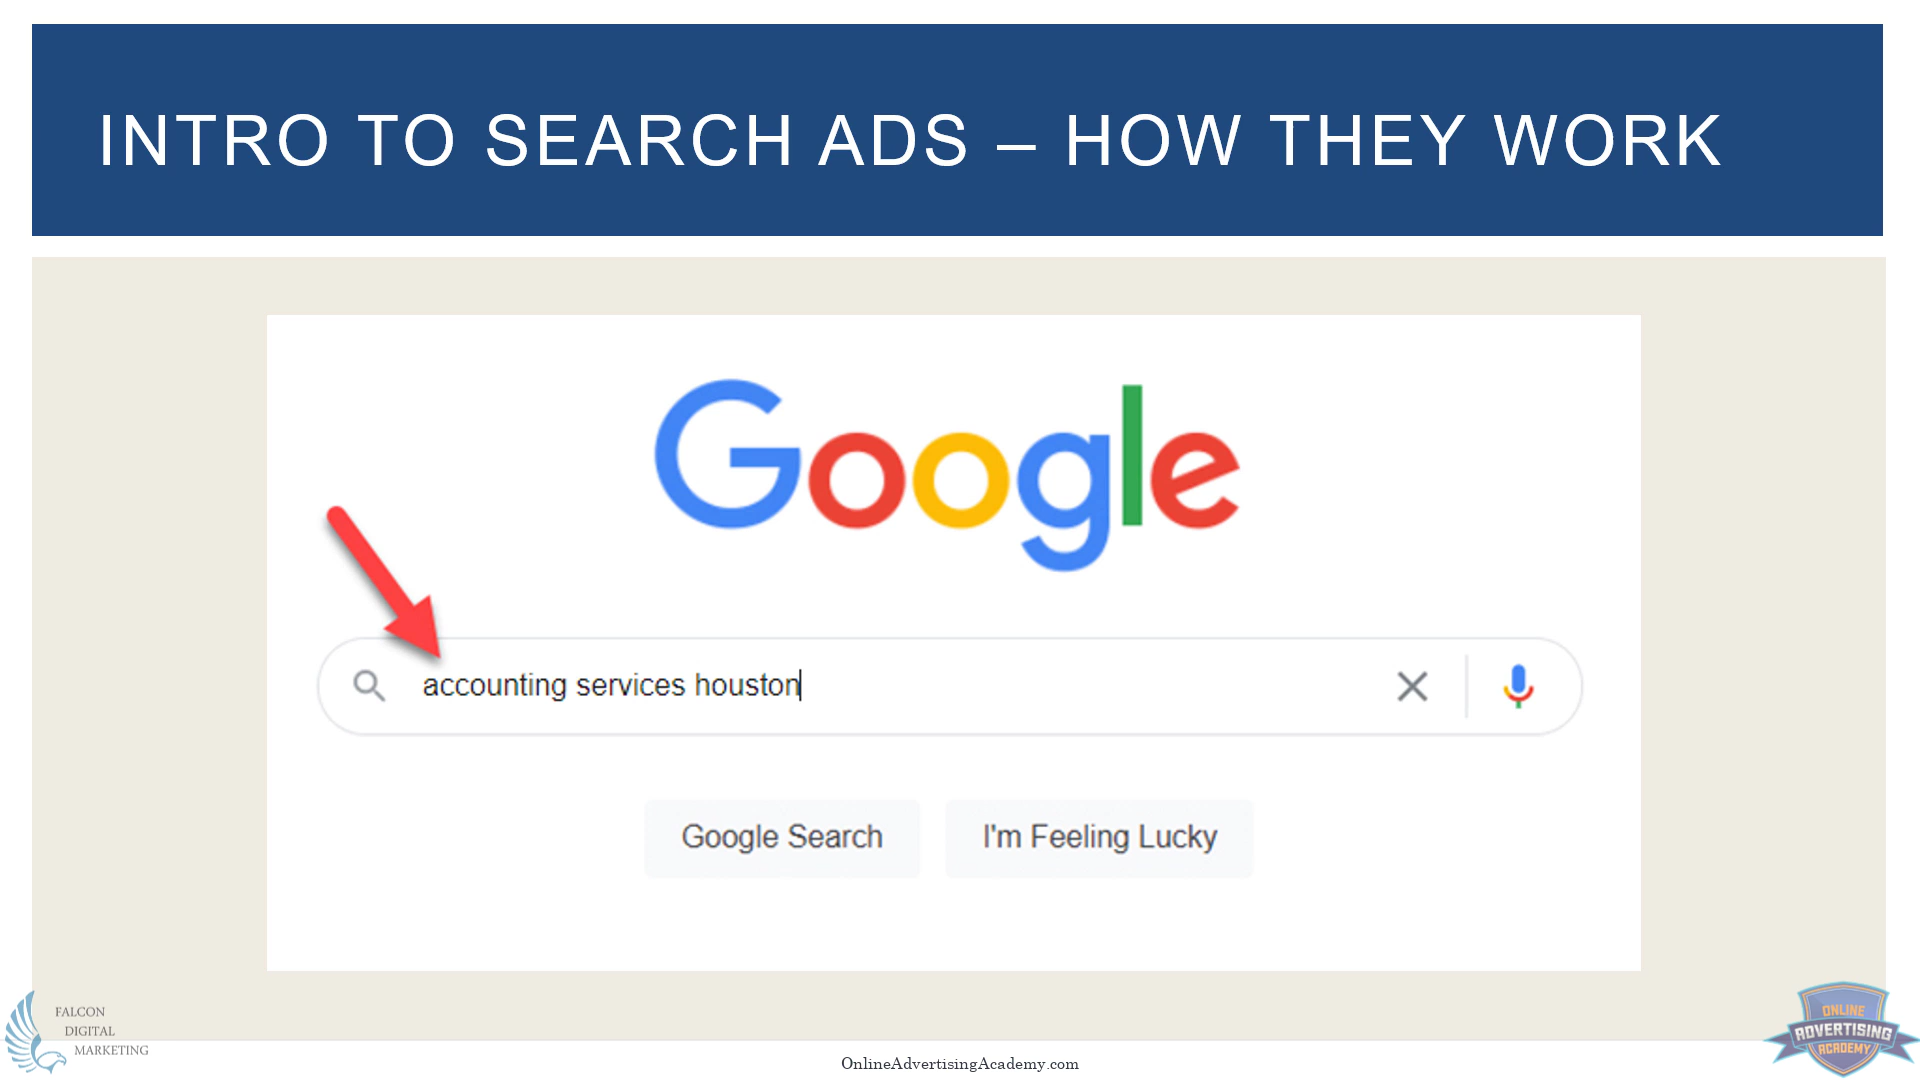 INTRO TO SEARCH ADS – HOW THEY WORK
Google
accounting services houston
Google Search
I'm Feeling Lucky
FALCON
DIGITAL
MARKETING
OnlineAdvertisingAcademy.com
ONLINE
ADVERTISING
ACADEMY